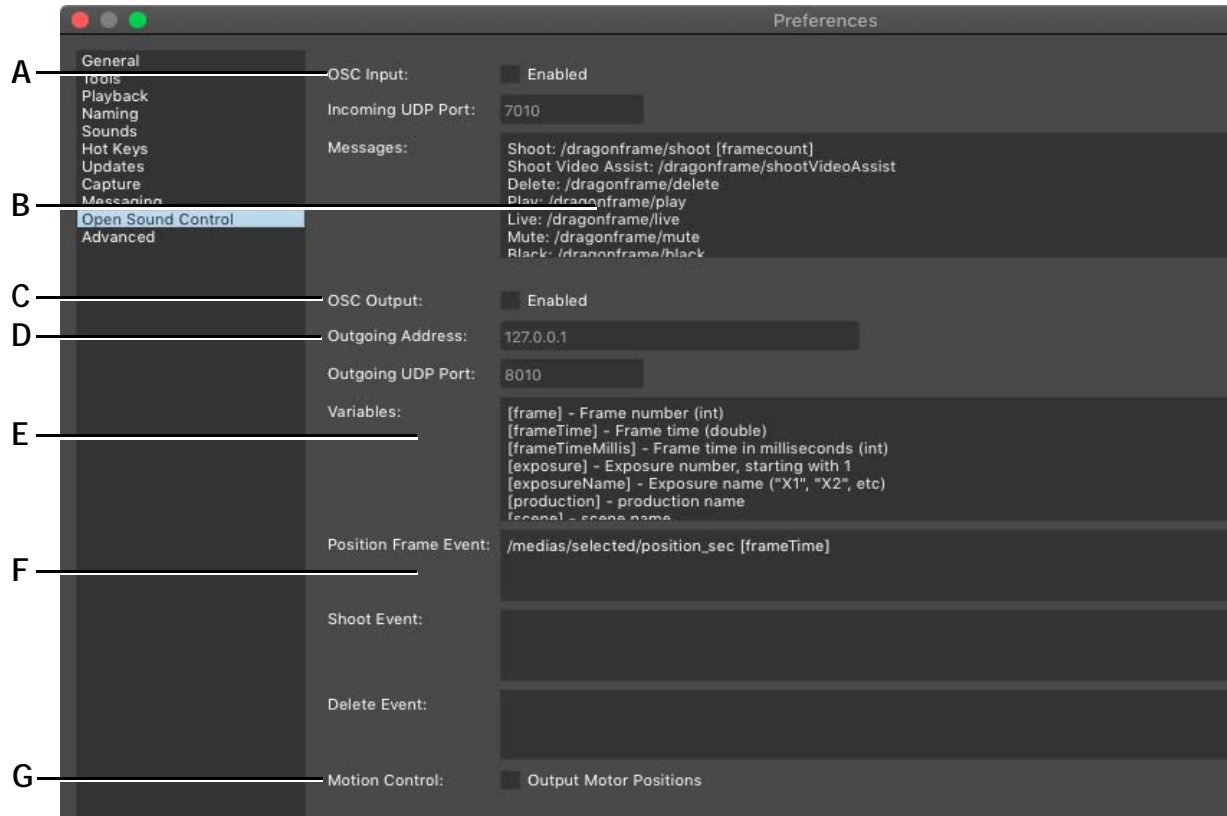 Preferences
General
Tools
Playback
Naming
Sounds
Hot Keys
Updates
Capture
Messaging
Open Sound Control
Advanced
A
OSC Input: Enabled
Incoming UDP Port: 7010
Messages: Shoot: /dragonframe/shoot [framecount]
Shoot Video Assist: /dragonframe/shootVideoAssist
Delete: /dragonframe/delete
B
Play: /dragonframe/play
Live: /dragonframe/live
Mute: /dragonframe/mute
Black: /dragonframe/black
C
OSC Output: Enabled
D
Outgoing Address: 127.0.0.1
Outgoing UDP Port: 8010
Variables: [frame] - Frame number (int)
[frameTime] - Frame time (double)
E
[frameTimeMillis] - Frame time in milliseconds (int)
[exposure] - Exposure number, starting with 1
[exposureName] - Exposure name ("X1", "X2", etc)
[production] - production name
[scene] - scene name
Position Frame Event: /medias/selected/position_sec [frameTime]
F
Shoot Event:
Delete Event:
G
Motion Control: Output Motor Positions